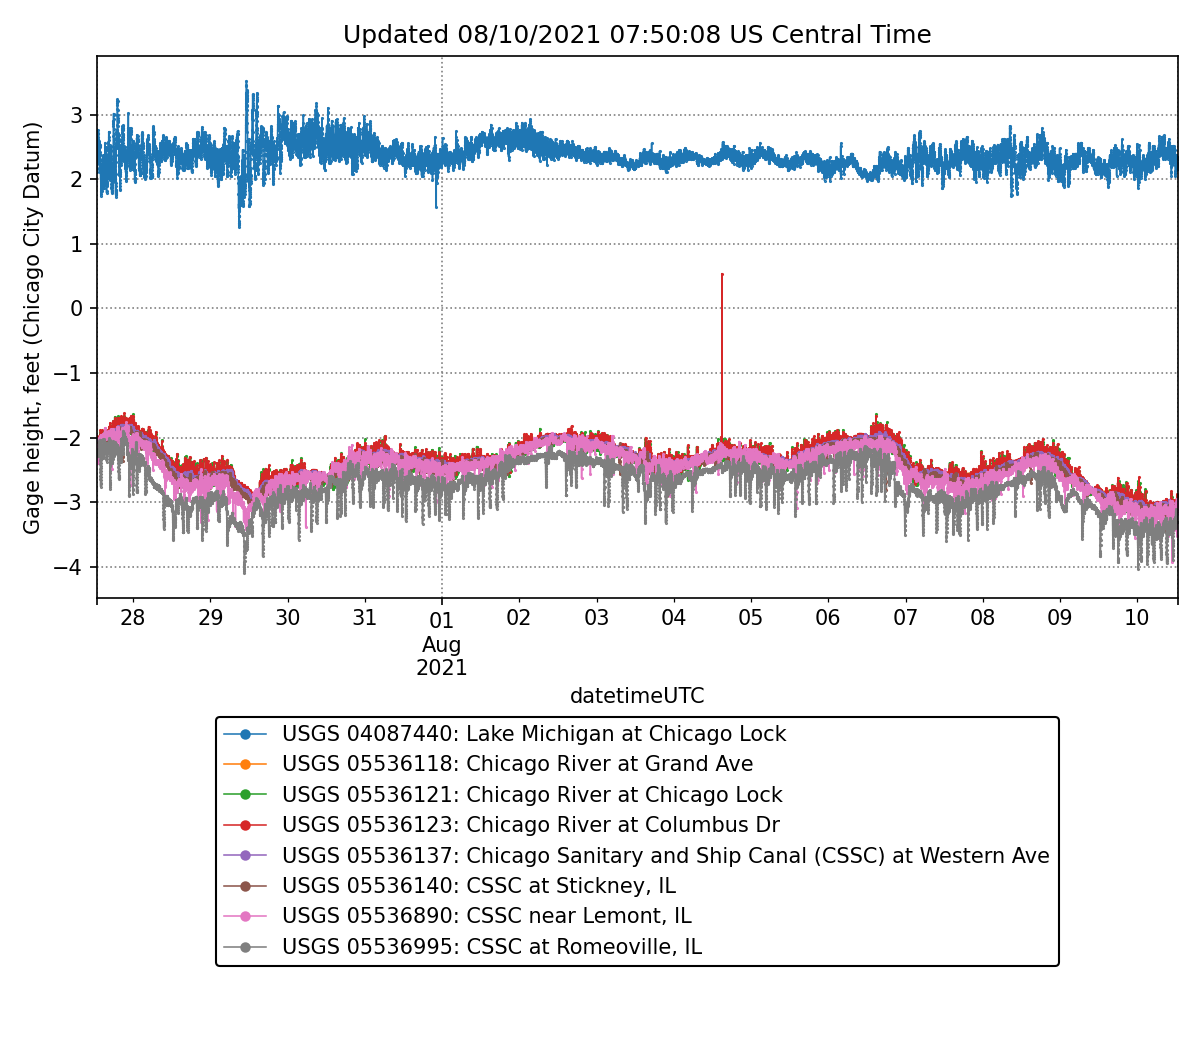 Updated 08/10/2021 07:50:08 US Central Time
Gage height, feet (Chicago City Datum)
3
2
1
0
−1
−2
−3
−4
28 29 30 31 01 02 03 04 05 06 07 08 09 10
Aug
2021
datetimeUTC
USGS 04087440: Lake Michigan at Chicago Lock
USGS 05536118: Chicago River at Grand Ave
USGS 05536121: Chicago River at Chicago Lock
USGS 05536123: Chicago River at Columbus Dr
USGS 05536137: Chicago Sanitary and Ship Canal (CSSC) at Western Ave
USGS 05536140: CSSC at Stickney, IL
USGS 05536890: CSSC near Lemont, IL
USGS 05536995: CSSC at Romeoville, IL